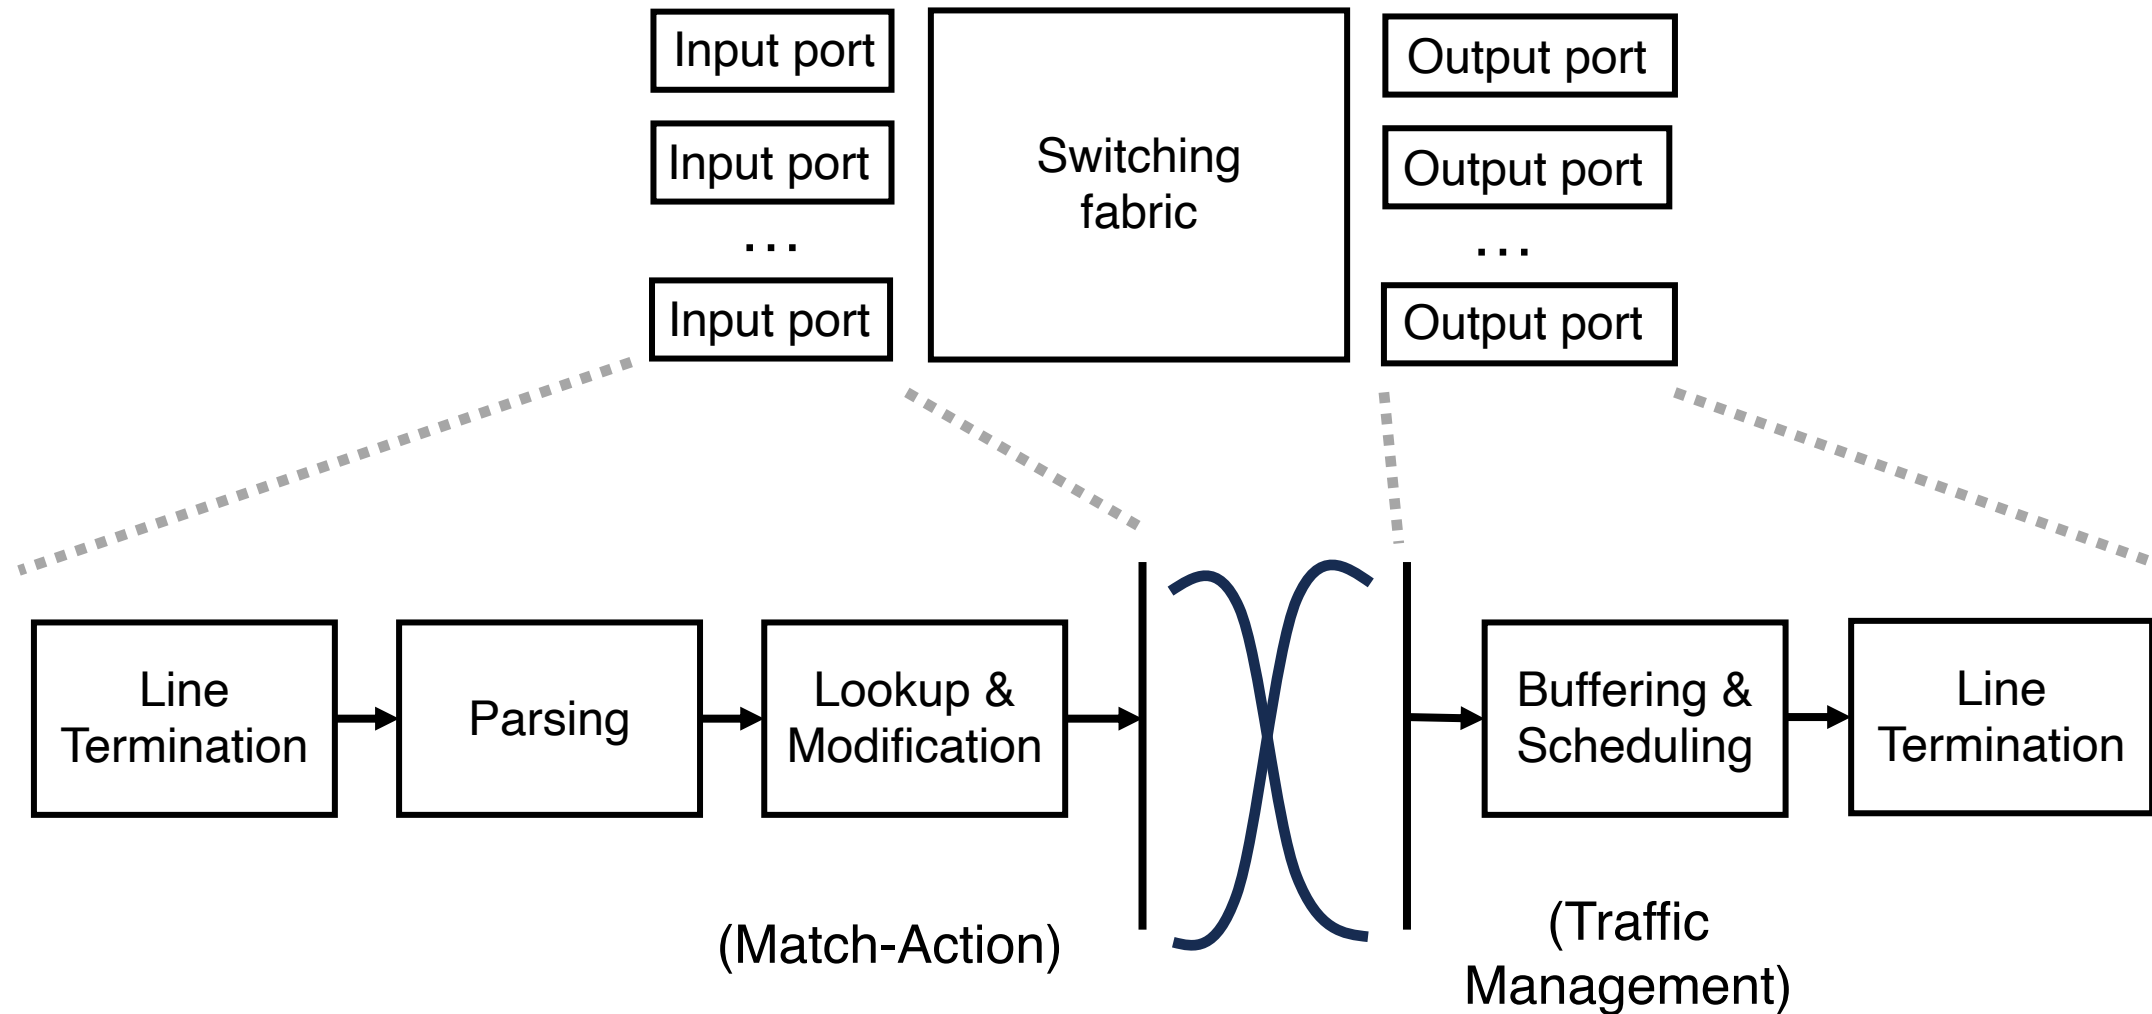 Input port
Input port
…
Input port
Switching
fabric
Output port
Output port
…
Output port
Line
Termination
Parsing
Lookup &
Modification
Buffering &
Scheduling
Line
Termination
(Match-Action)
(Traffic
Management)